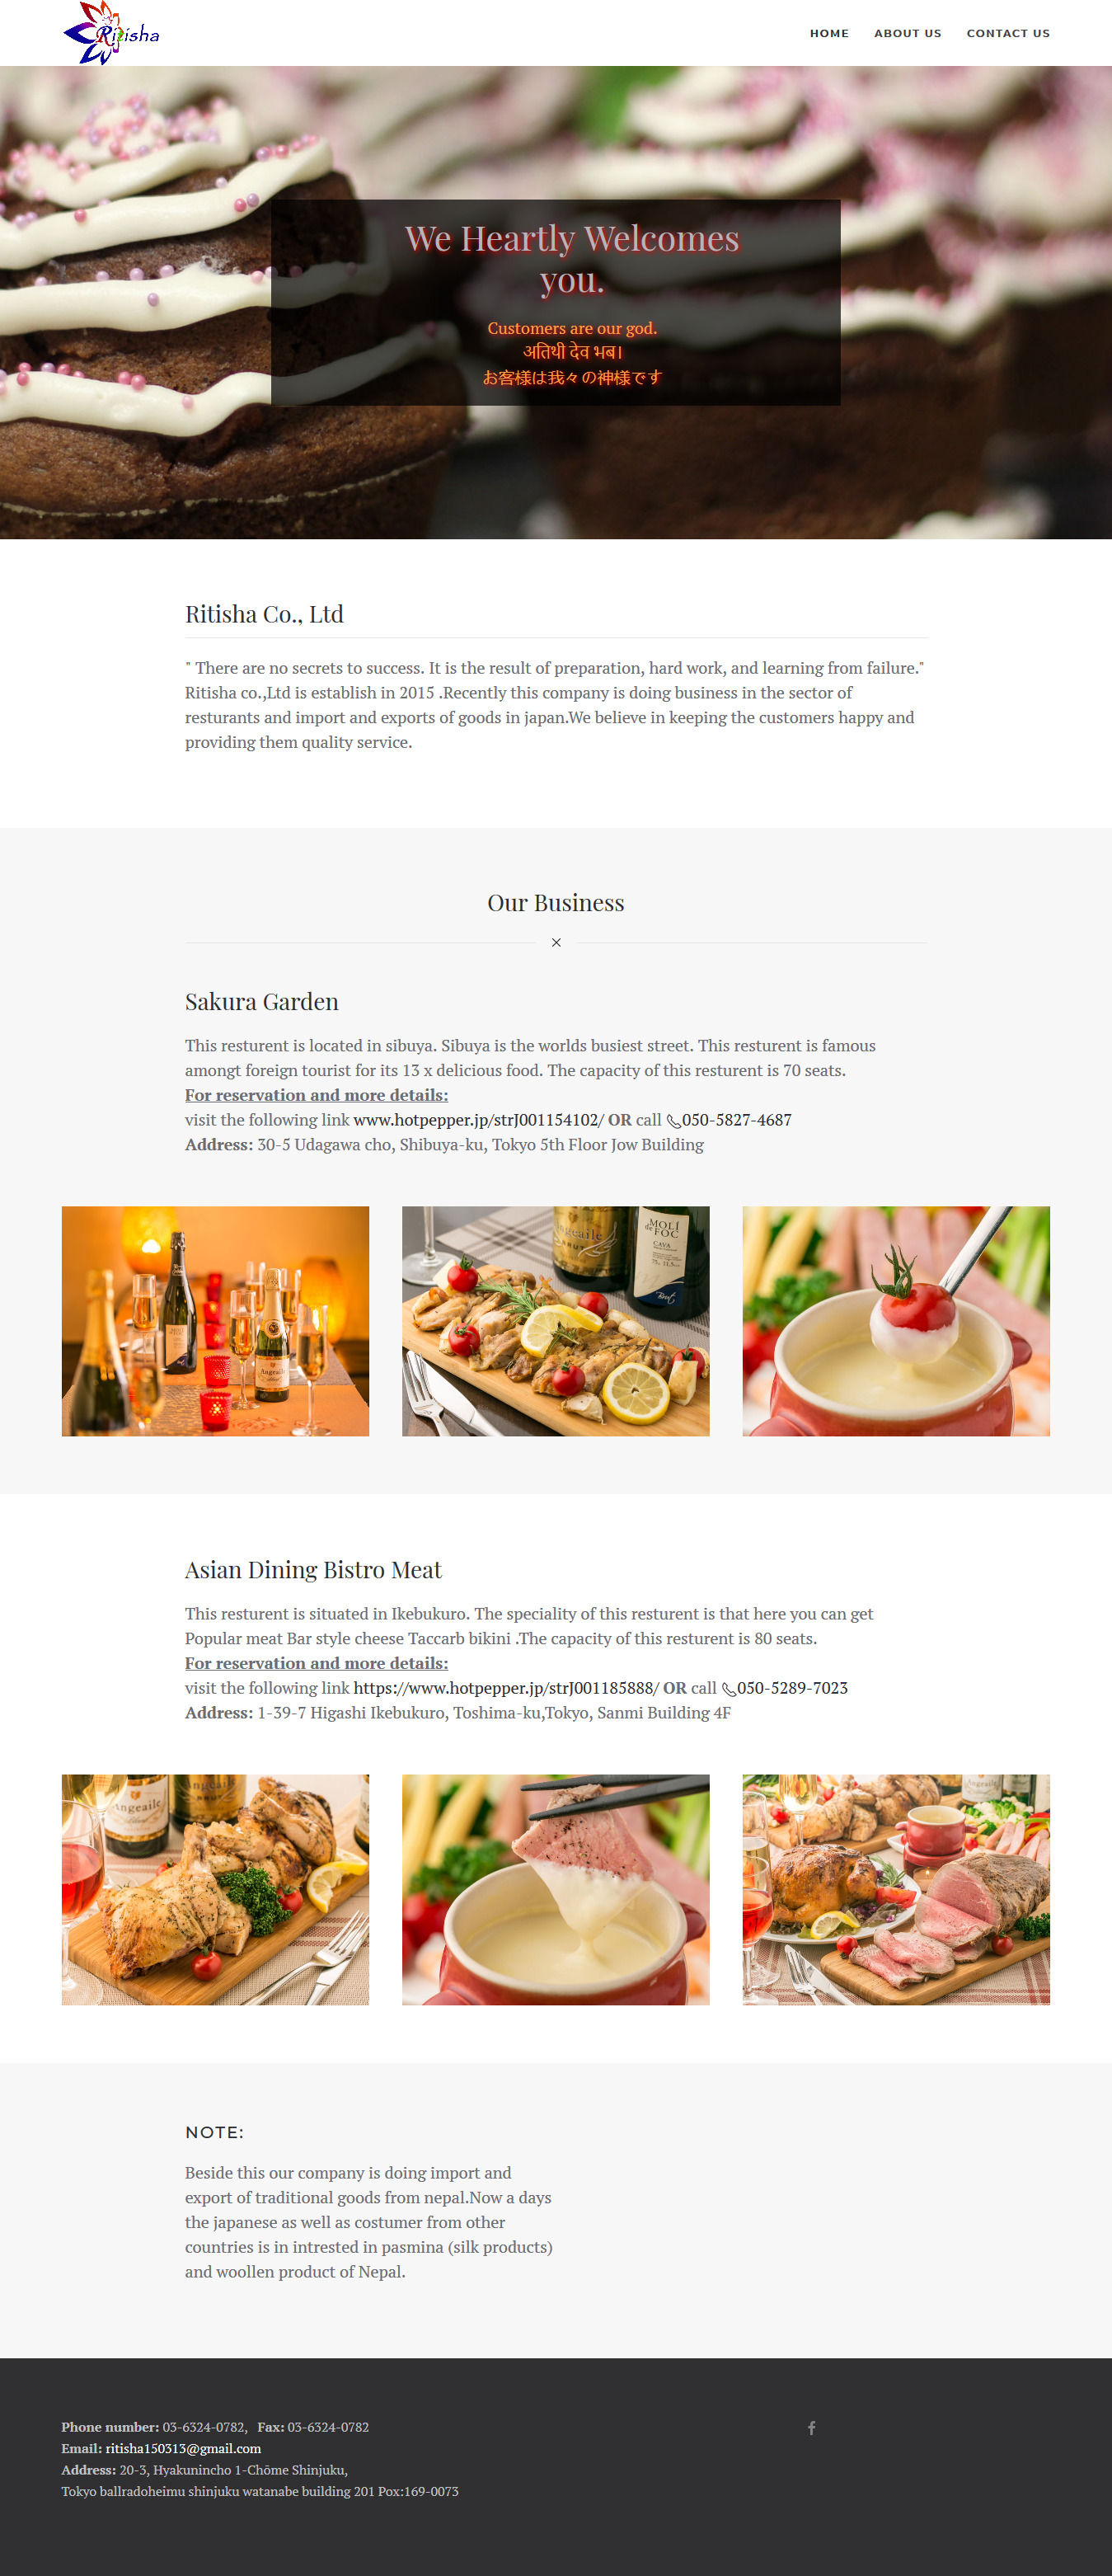 Ritisha
HOME ABOUT US CONTACT US
We Heartly Welcomes
you.
Customers are our god.
अतिथी देव भब।
お客様は我々の神様です
Ritisha Co., Ltd
" There are no secrets to success. It is the result of preparation, hard work, and learning from failure."
Ritisha co.,Ltd is establish in 2015 .Recently this company is doing business in the sector of
resturants and import and exports of goods in japan.We believe in keeping the customers happy and
providing them quality service.
Our Business
Sakura Garden
This resturent is located in sibuya. Sibuya is the worlds busiest street. This resturent is famous
amongt foreign tourist for its 13 x delicious food. The capacity of this resturent is 70 seats.
For reservation and more details:
visit the following link www.hotpepper.jp/strJ001154102/ OR call 050-5827-4687
Address: 30-5 Udagawa cho, Shibuya-ku, Tokyo 5th Floor Jow Building
Angeaile
Angeaile
BRUT
MOLÍ
de FOC
CAVA
Brut
Asian Dining Bistro Meat
This resturent is situated in Ikebukuro. The speciality of this resturent is that here you can get
Popular meat Bar style cheese Taccarb bikini .The capacity of this resturent is 80 seats.
For reservation and more details:
visit the following link https://www.hotpepper.jp/strJ001185888/ OR call 050-5289-7023
Address: 1-39-7 Higashi Ikebukuro, Toshima-ku,Tokyo, Sanmi Building 4F
Angeaile
Angeaile
BRUT
NOTE:
Beside this our company is doing import and
export of traditional goods from nepal.Now a days
the japanese as well as costumer from other
countries is in intrested in pasmina (silk products)
and woollen product of Nepal.
Phone number: 03-6324-0782, Fax: 03-6324-0782
Email: ritisha150313@gmail.com
Address: 20-3, Hyakunincho 1-Chōme Shinjuku,
Tokyo ballradoheimu shinjuku watanabe building 201 Pox:169-0073